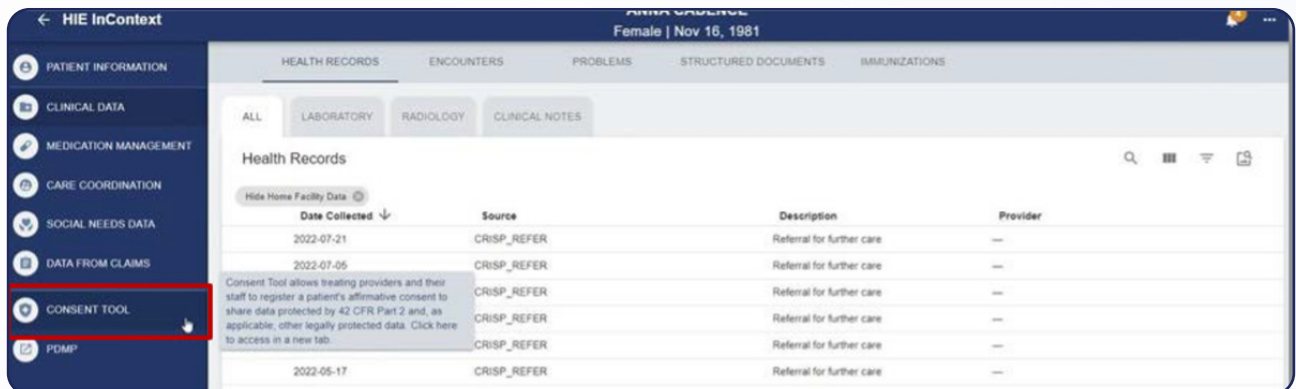 HIE InContext
ANNA CADENCE
Female | Nov 16, 1981
PATIENT INFORMATION
CLINICAL DATA
MEDICATION MANAGEMENT
CARE COORDINATION
SOCIAL NEEDS DATA
DATA FROM CLAIMS
CONSENT TOOL
PDMP
HEALTH RECORDS ENCOUNTERS PROBLEMS STRUCTURED DOCUMENTS IMMUNIZATIONS
ALL LABORATORY RADIOLOGY CLINICAL NOTES
Health Records
Hide Home Facility Data
Date Collected Source Description Provider
2022-07-21 CRISP_REFER Referral for further care —
2022-07-05 CRISP_REFER Referral for further care —
CRISP_REFER Referral for further care —
CRISP_REFER Referral for further care —
CRISP_REFER Referral for further care —
2022-05-17 CRISP_REFER Referral for further care —
Consent Tool allows treating providers and their
staff to register a patient's affirmative consent to
share data protected by 42 CFR Part 2 and, as
applicable, other legally protected data. Click here
to access in a new tab.